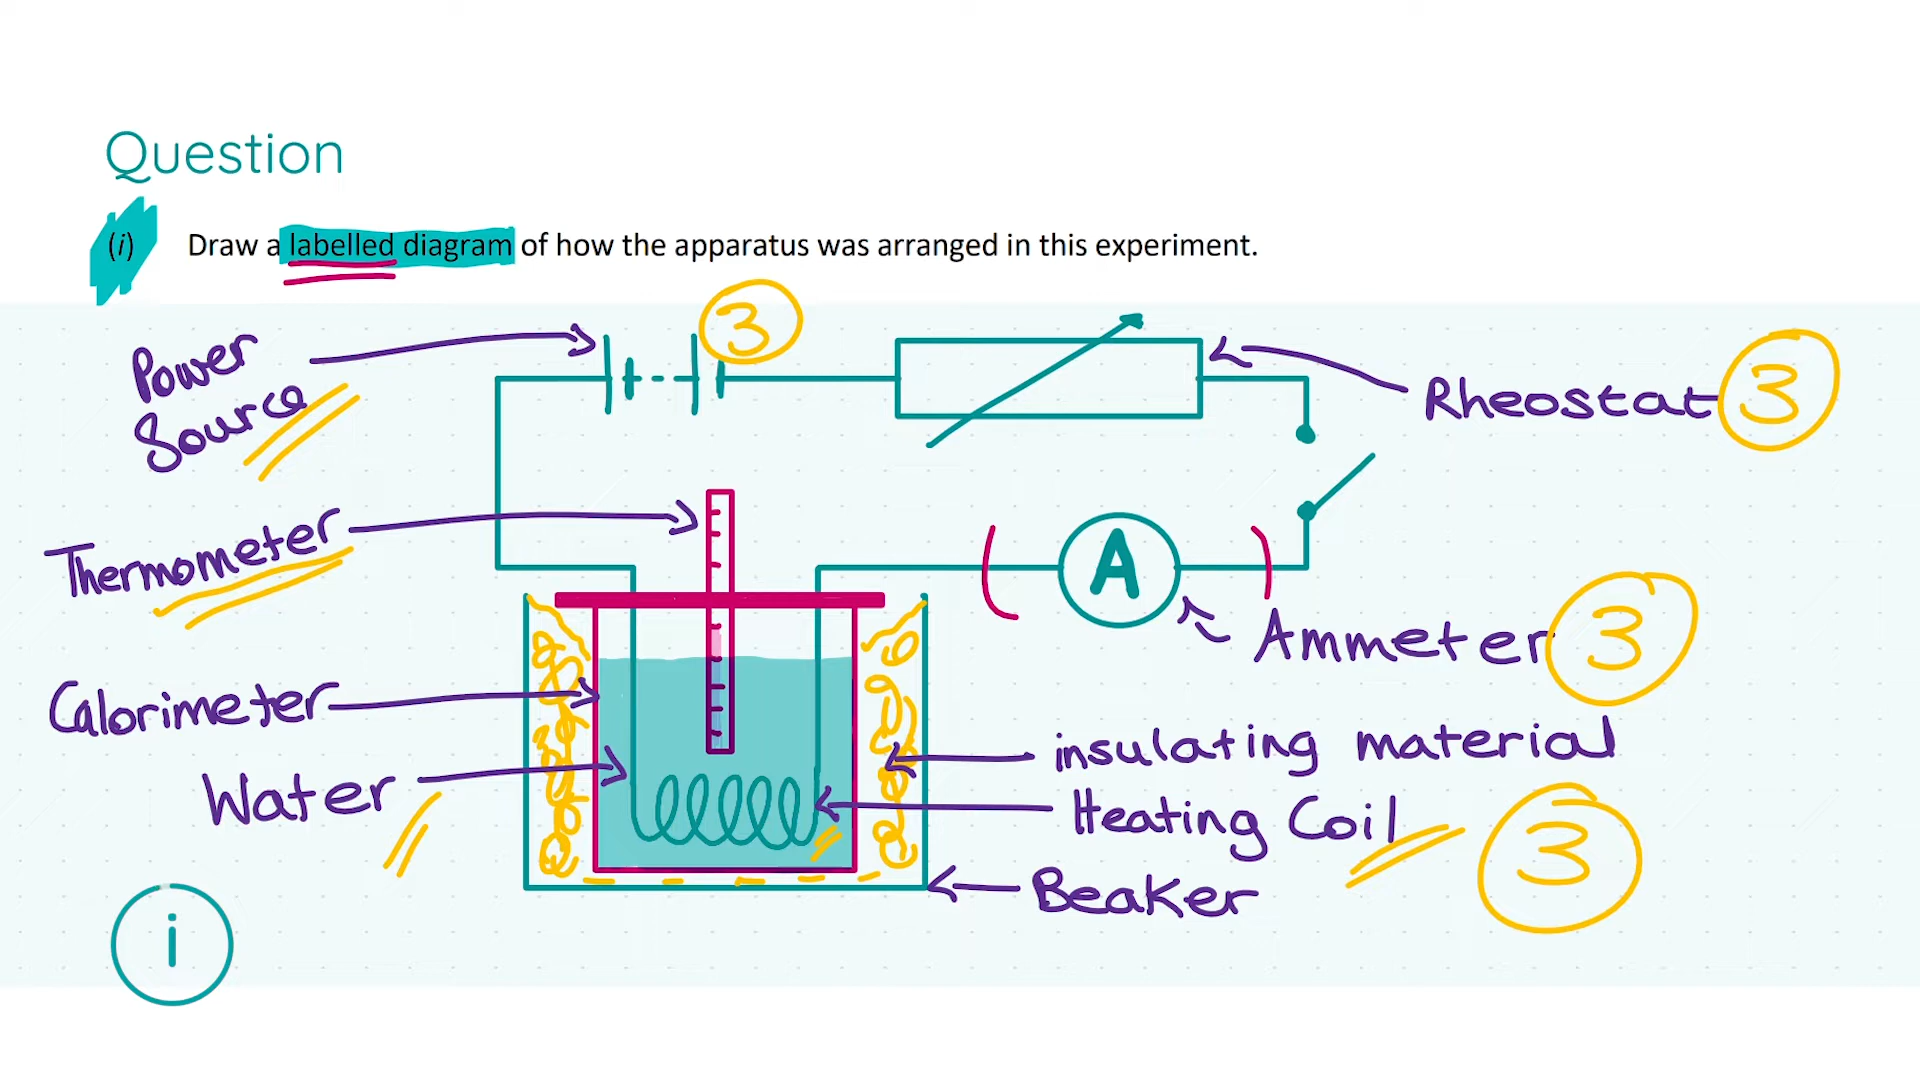 Question
(i) Draw a labelled diagram of how the apparatus was arranged in this experiment.
3
Power
Source
Rheostat 3
Thermometer
A
Ammeter 3
Calorimeter
insulating material
Water
Heating Coil 3
Beaker
i